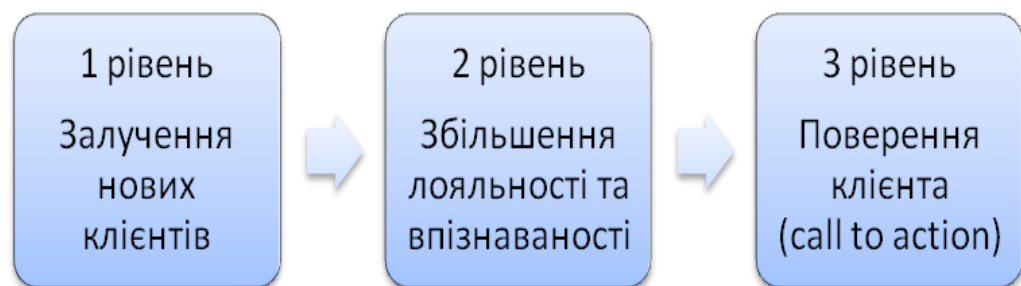 1 рівень
Залучення
нових
клієнтів
2 рівень
Збільшення
лояльності та
впізнаваності
3 рівень
Поверення
клієнта
(call to action)